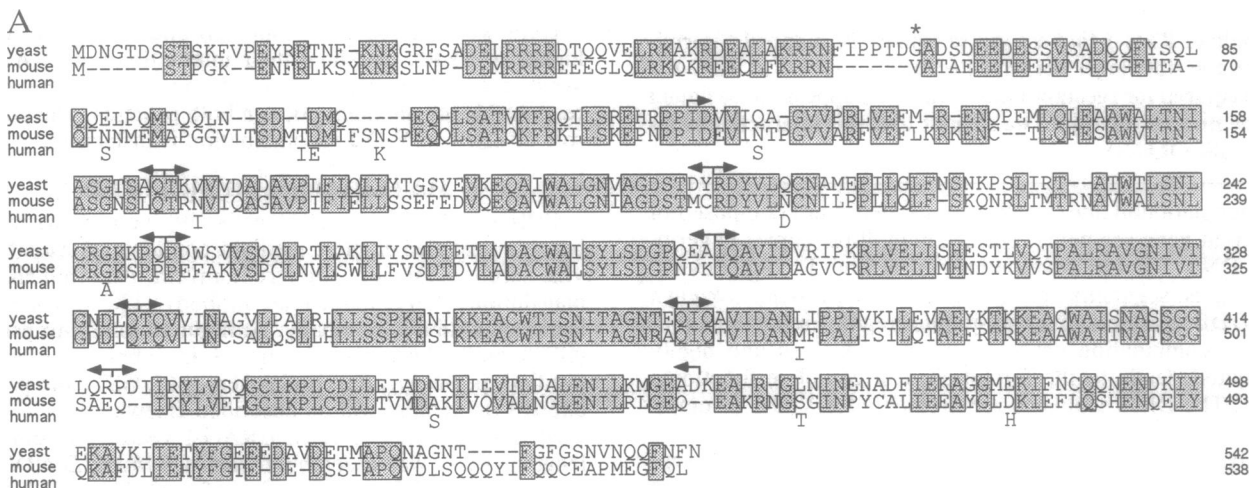 A
*
yeast MDNGTDSSTSKFVPEYRRTNF-KNKGRFSADELRRRRDTQQVELRKAKRDEALAKRRNFIPPTDGADSDEEDESSVSADQQFYSQL 85
mouse M------STPGK--ENFRLKSYKNKSLNP-DEMRRRREEEGLQLRKQKREEQLFKRRN------VATAEEETEEEVMSDGGFHEA- 70
human
yeast QQELPQMTQQLN--SD--DMQ-----EQLSATVKFRQILSREHRPPIDVVIQA-GVVPRLVEFM-R-ENQPEMLQLEAAWALTNI 158
mouse QINNMEMAPGGVITSDMTDMIFSNSPEQQLSATQKFRKLLSKEPNPPIDEVINTPGVVARFVEFLKRKENC--TLQFESAWVLTNI 154
human S IE K S
yeast ASGTSAQTKVVVDADAVPLFIQLLYTGSVEVKEQAIWALGNVAGDSTDYRDYVLQCNAMEPILGLFNSNKPSLIRT--ATWTLSNL 242
mouse ASGNSLQTRNVIQAGAVPIFIELLSSEFEDVQEQAVWALGNIAGDSTMCRDYVLNCNILPPLLQLF-SKQNRLTMTRNAVWALSNL 239
human I D
yeast CRGKKPQPDWSVVSQALPTLAKLIYSMDTETLVDACWAISYLSDGPQEAIQAVIDVRIPKRLVELLSHESTLVQTPALRAVGNIVT 328
mouse CRGKSPPPEFAKVSPCLNVLSWLLFVSDTDVLADACWALSYLSDGPNDKIQAVIDAGVCRRLVELLMHNDYKVVSPALRAVGNIVT 325
human A
yeast GNDLQTQVVINAGVLPALRLLLSSPKENIKKEACWTISNITAGNTEQIQAVIDANLIPPLVKLLEVAEYKTKKEACWAISNASSGG 414
mouse GDDIQTQVILNCSALQSLLHLLSSPKESIKKEACWTISNITAGNRAQIQTVIDANMFPALISILQTAEFRTRKEAAWAITNATSGG 501
human I
yeast LQRPDIIRYLVSQGCIKPLCDLLEIADNRIIEVTLDALENILKMGEADKEA-R-GLNINENADFIEKAGGMEKIFNCQQNENDKIY 498
mouse SAEQ--IKYLVELGCIKPLCDLLTVMDAKIVQVALNGLENILRLGEQ--EAKRNGSGINPYCALIEEAYGLDKIEFLQSHENQEIY 493
human S T H
yeast EKAYKIIETYFGEEEDAVDETMAPQNAGNT----FGFGSNVNQQFNFN 542
mouse QKAFDLIEHYFGTE-DE-DSSIAPQVDLSQQQYIFQQCEAPMEGFQL 538
human